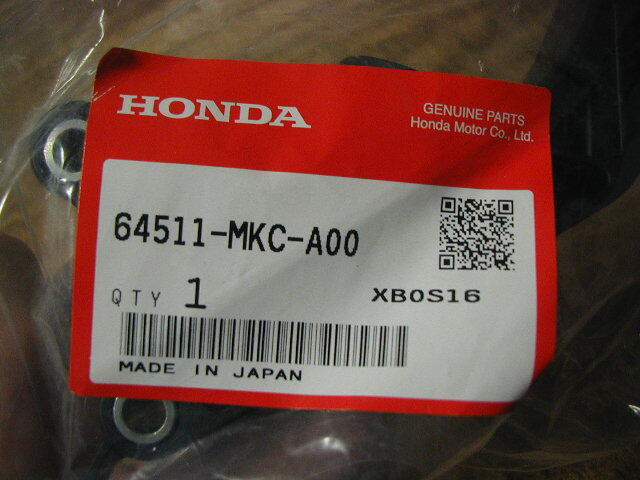 HONDA
GENUINE PARTS
Honda Motor Co., Ltd.
64511-MKC-A00
QTY 1
XB0S16
MADE IN JAPAN